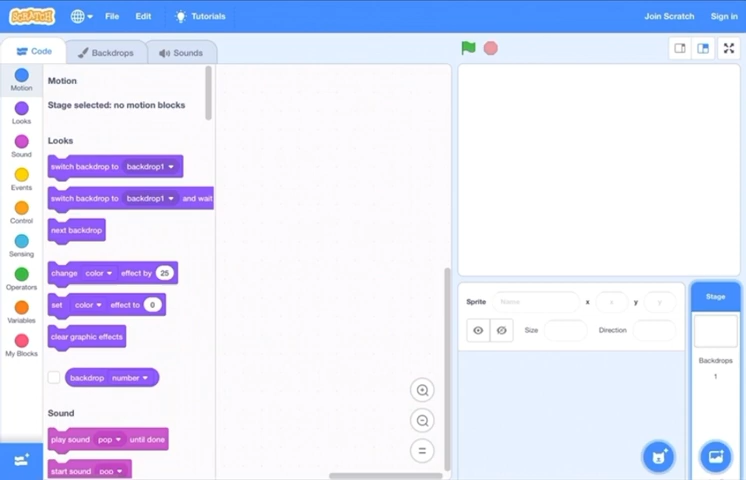 SCRATCH File Edit Tutorials Join Scratch Sign in
Code Backdrops Sounds
Motion
Looks
Sound
Events
Control
Sensing
Operators
Variables
My Blocks
Motion
Stage selected: no motion blocks
Looks
switch backdrop to backdrop1
switch backdrop to backdrop1 and wait
next backdrop
change color effect by 25
set color effect to 0
clear graphic effects
backdrop number
Sound
play sound pop until done
start sound pop
Sprite Name x x y y
Size Direction
Stage
Backdrops
1